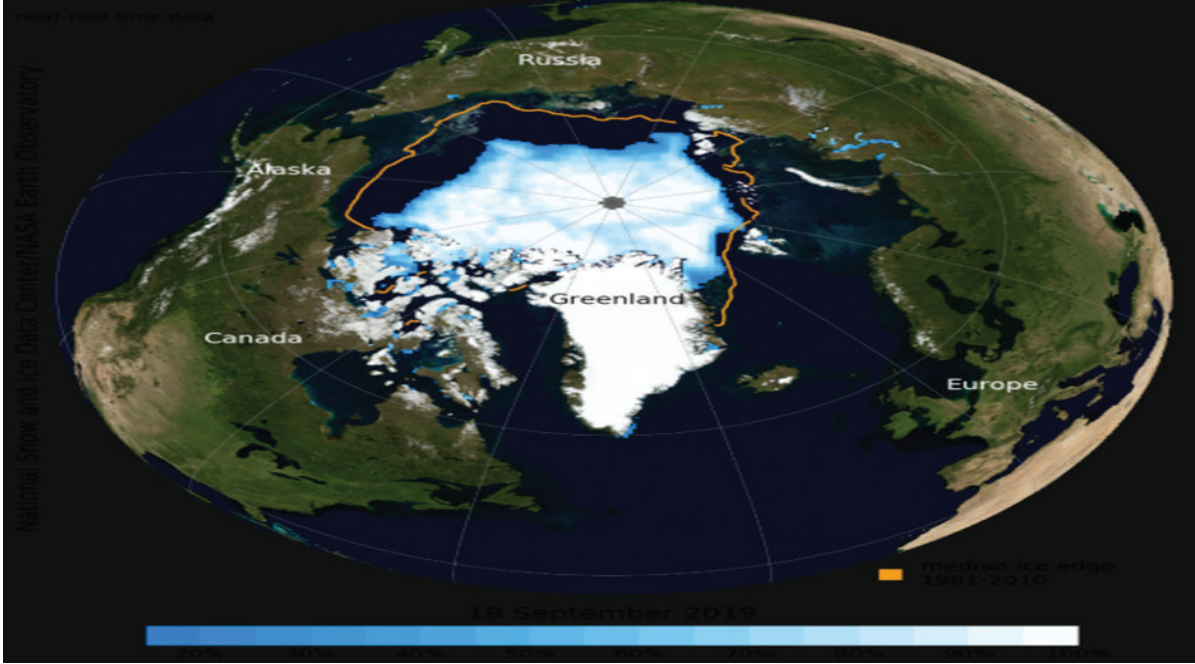 near-real-time data
National Snow and Ice Data Center/NASA Earth Observatory
Russia
Alaska
Greenland
Canada
Europe
median ice edge
1981-2010
18 September 2019
20% 30% 40% 50% 60% 70% 80% 90% 100%